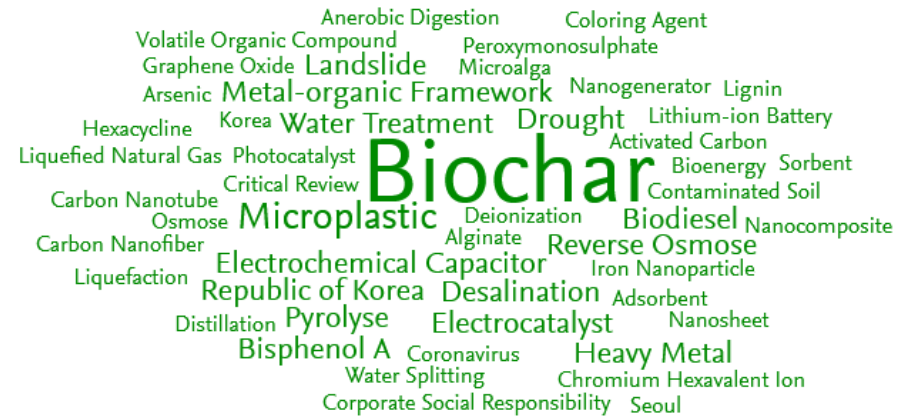 Anerobic Digestion Coloring Agent
Volatile Organic Compound Peroxymonosulphate
Graphene Oxide Landslide Microalga
Arsenic Metal-organic Framework Nanogenerator Lignin
Hexacycline Korea Water Treatment Drought Lithium-ion Battery
Activated Carbon
Liquefied Natural Gas Photocatalyst Biochar Bioenergy Sorbent
Critical Review Contaminated Soil
Carbon Nanotube
Osmose Microplastic Deionization Biodiesel Nanocomposite
Carbon Nanofiber Alginate Reverse Osmose
Liquefaction Electrochemical Capacitor Iron Nanoparticle
Republic of Korea Desalination Adsorbent
Distillation Pyrolyse Electrocatalyst Nanosheet
Bisphenol A Coronavirus Heavy Metal
Water Splitting Chromium Hexavalent Ion
Corporate Social Responsibility Seoul